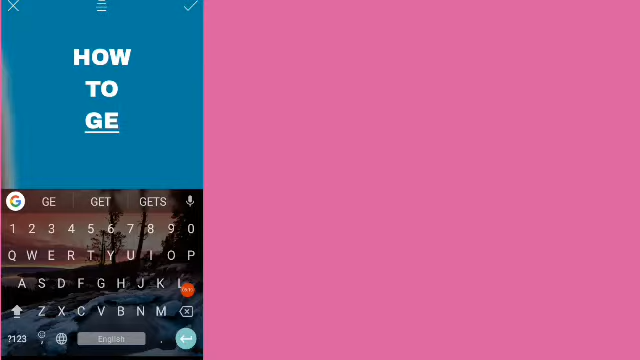 HOW
TO
GE
GE GET GETS
1 2 3 4 5 6 7 8 9 0
Q W E R T Y U I O P
A S D F G H J K L
Z X C V B N M
?123 , English .